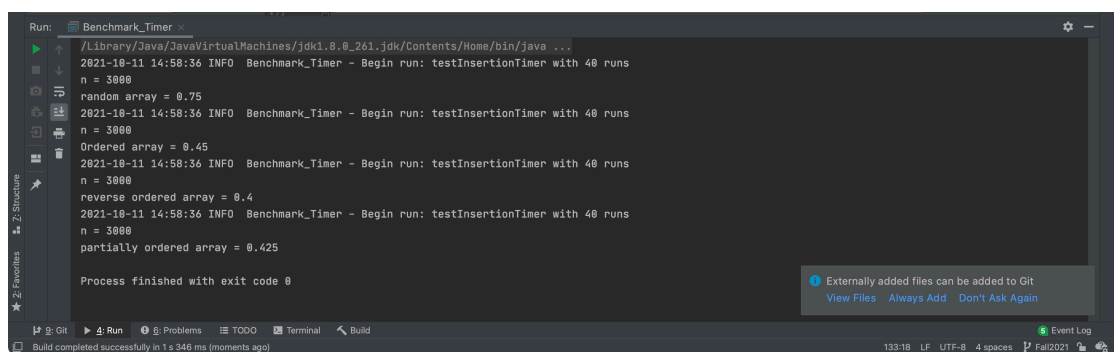 Run: Benchmark_Timer
/Library/Java/JavaVirtualMachines/jdk1.8.0_261.jdk/Contents/Home/bin/java ...
2021-10-11 14:58:36 INFO  Benchmark_Timer - Begin run: testInsertionTimer with 40 runs
n = 3000
random array = 0.75
2021-10-11 14:58:36 INFO  Benchmark_Timer - Begin run: testInsertionTimer with 40 runs
n = 3000
Ordered array = 0.45
2021-10-11 14:58:36 INFO  Benchmark_Timer - Begin run: testInsertionTimer with 40 runs
n = 3000
reverse ordered array = 0.4
2021-10-11 14:58:36 INFO  Benchmark_Timer - Begin run: testInsertionTimer with 40 runs
n = 3000
partially ordered array = 0.425
Process finished with exit code 0
7: Structure
2: Favorites
Externally added files can be added to Git
View Files Always Add Don't Ask Again
9: Git 4: Run 6: Problems TODO Terminal Build 5 Event Log
Build completed successfully in 1 s 346 ms (moments ago) 133:18 LF UTF-8 4 spaces Fall2021